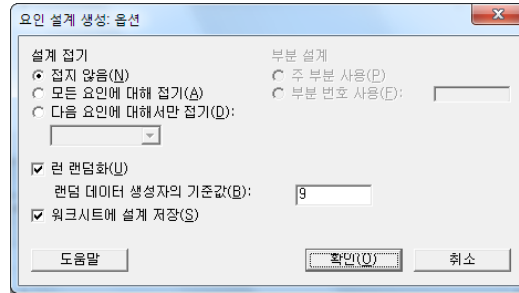 요인 설계 생성: 옵션
설계 접기
접지 않음(N)
모든 요인에 대해 접기(A)
다음 요인에 대해서만 접기(D):
부분 설계
주 부분 사용(P)
부분 번호 사용(F):
런 랜덤화(U)
랜덤 데이터 생성자의 기준값(B):
9
워크시트에 설계 저장(S)
도움말
확인(O)
취소